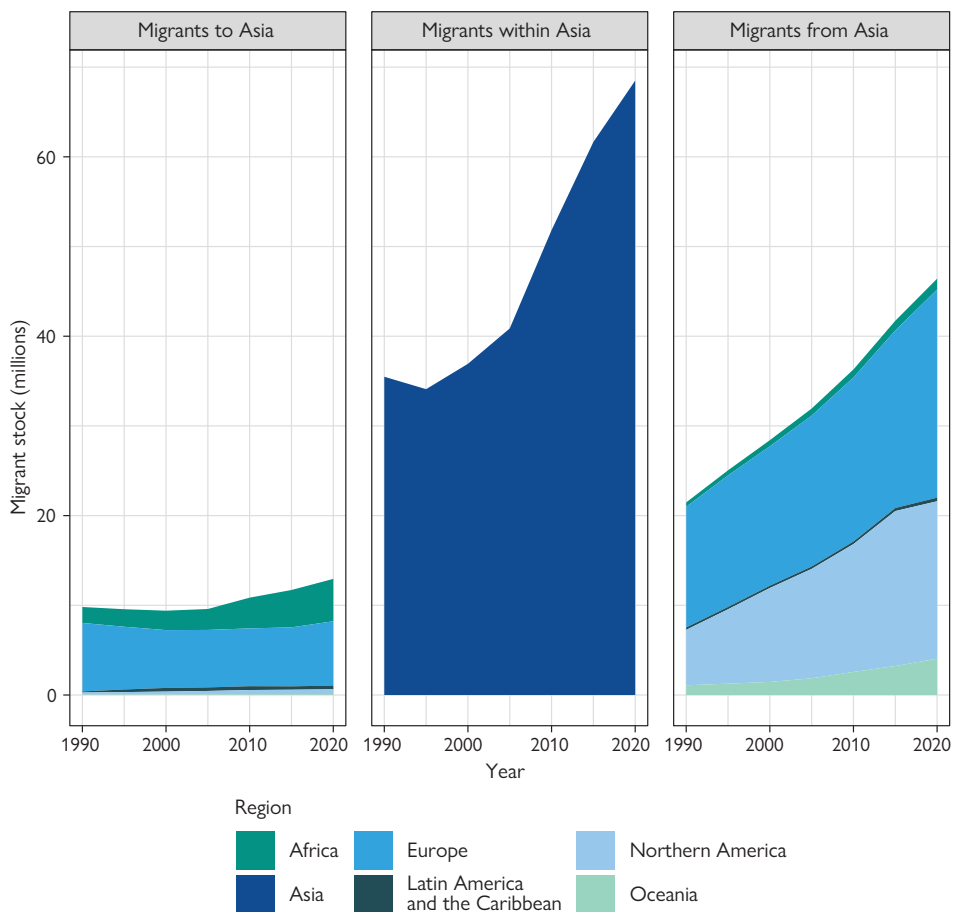 Migrants to Asia
Migrants within Asia
Migrants from Asia
Migrant stock (millions)
60
40
20
0
1990 2000 2010 2020
1990 2000 2010 2020
1990 2000 2010 2020
Year
Region
Africa
Europe
Northern America
Asia
Latin America
and the Caribbean
Oceania